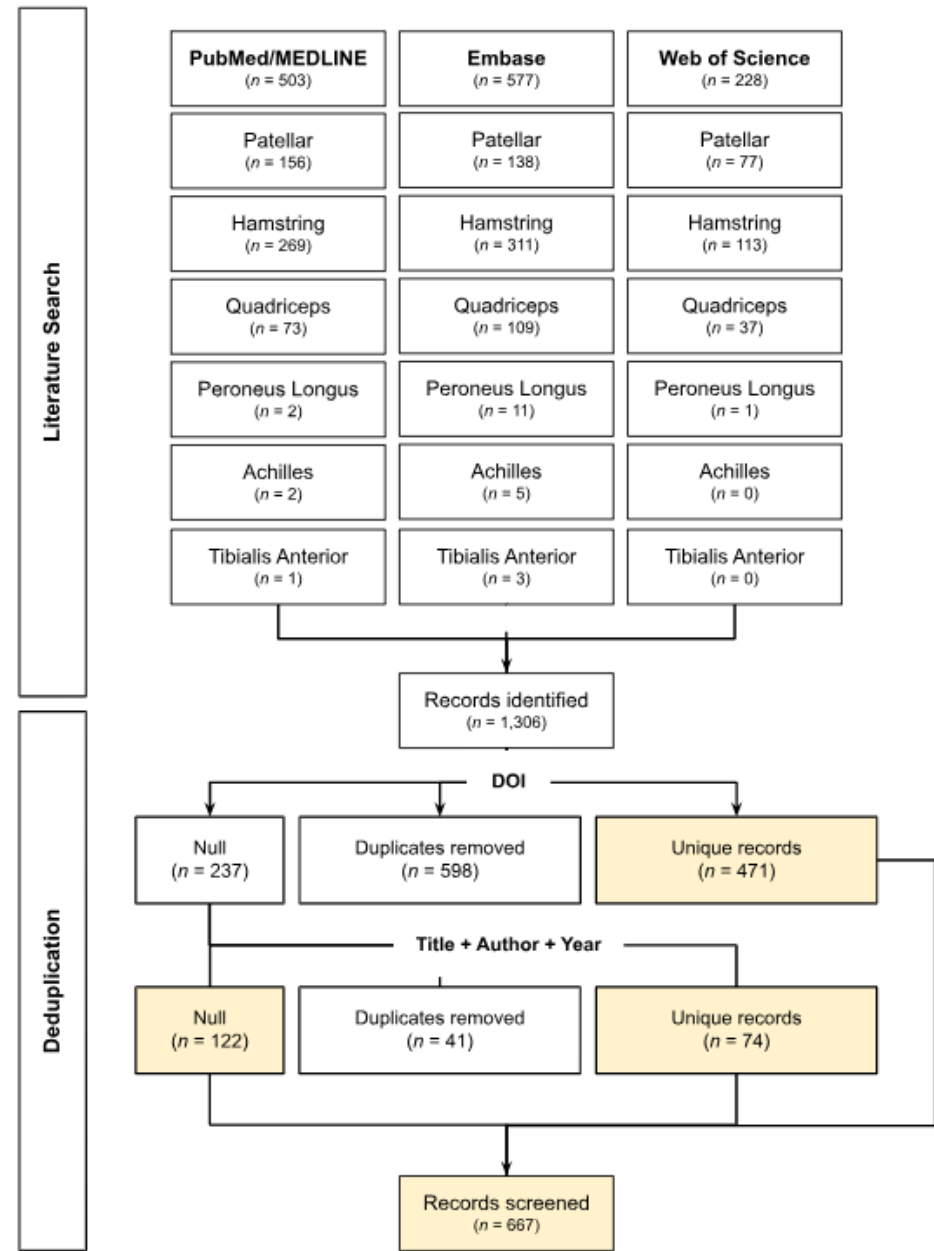 Literature Search
PubMed/MEDLINE
(n = 503)
Embase
(n = 577)
Web of Science
(n = 228)
Patellar
(n = 156)
Patellar
(n = 138)
Patellar
(n = 77)
Hamstring
(n = 269)
Hamstring
(n = 311)
Hamstring
(n = 113)
Quadriceps
(n = 73)
Quadriceps
(n = 109)
Quadriceps
(n = 37)
Peroneus Longus
(n = 2)
Peroneus Longus
(n = 11)
Peroneus Longus
(n = 1)
Achilles
(n = 2)
Achilles
(n = 5)
Achilles
(n = 0)
Tibialis Anterior
(n = 1)
Tibialis Anterior
(n = 3)
Tibialis Anterior
(n = 0)
Records identified
(n = 1,306)
Deduplication
DOI
Null
(n = 237)
Duplicates removed
(n = 598)
Unique records
(n = 471)
Title + Author + Year
Null
(n = 122)
Duplicates removed
(n = 41)
Unique records
(n = 74)
Records screened
(n = 667)